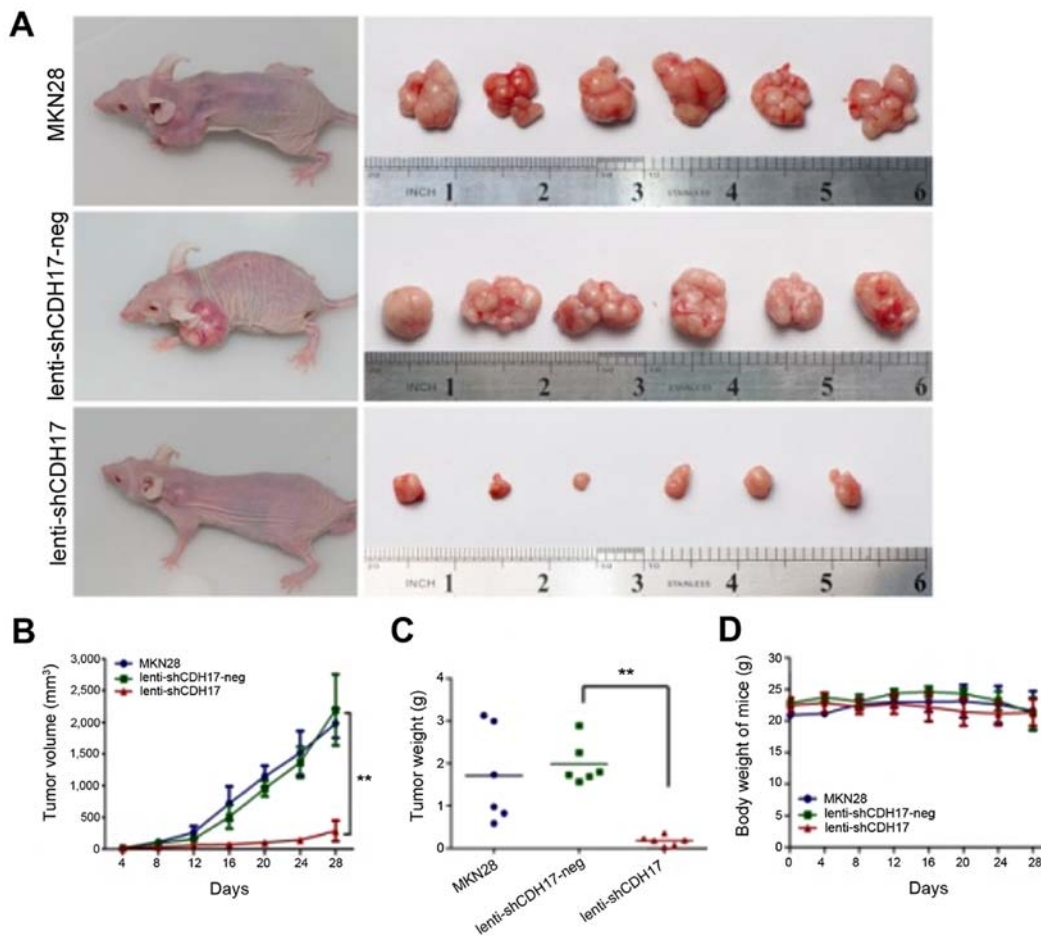 A
MKN28
INCH 1 2 3 STAINLESS 4 5 6
lenti-shCDH17-neg
INCH 1 2 3 STAINLESS 4 5 6
lenti-shCDH17
INCH 1 2 3 STAINLESS 4 5 6
B
Tumor volume (mm³)
3,000
2,500
2,000
1,500
1,000
500
0
MKN28
lenti-shCDH17-neg
lenti-shCDH17
**
4 8 12 16 20 24 28
Days
C
Tumor weight (g)
4
3
2
1
0
**
MKN28
lenti-shCDH17-neg
lenti-shCDH17
D
Body weight of mice (g)
30
25
20
15
10
5
0
MKN28
lenti-shCDH17-neg
lenti-shCDH17
0 4 8 12 16 20 24 28
Days